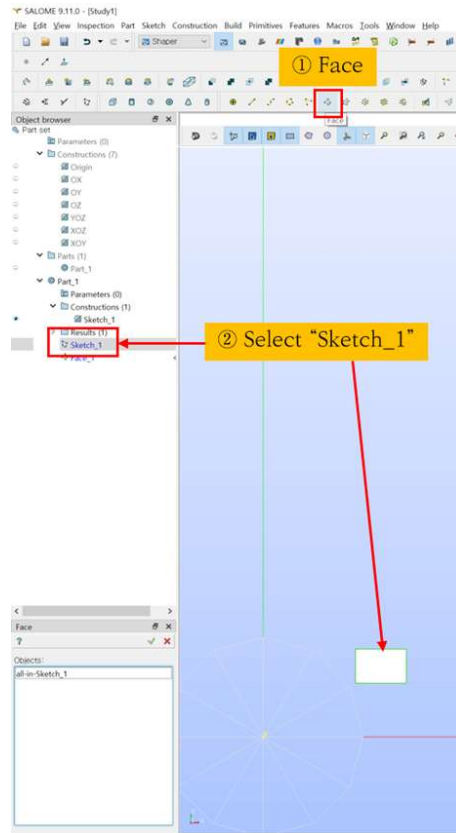 SALOME 9.11.0 - [Study1]
File Edit View Inspection Part Sketch Construction Build Primitives Features Macros Tools Window Help
Shaper
① Face
Face
Object browser
Part set
Parameters (0)
Constructions (7)
Origin
OX
OY
OZ
YOZ
XOZ
XOY
Parts (1)
Part_1
Part_1
Parameters (0)
Constructions (1)
Sketch_1
Results (1)
Sketch_1
Face_1
② Select “Sketch_1”
Face
?
Objects:
all-in-Sketch_1